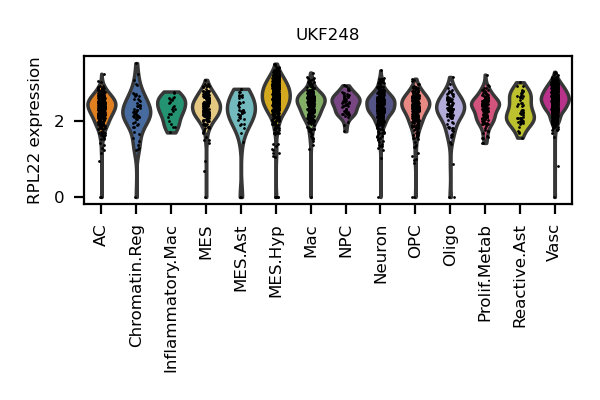 UKF248
RPL22 expression
2
0
AC
Chromatin.Reg
Inflammatory.Mac
MES
MES.Ast
MES.Hyp
Mac
NPC
Neuron
OPC
Oligo
Prolif.Metab
Reactive.Ast
Vasc